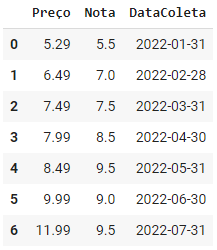 Preço Nota DataColeta
0 5.29 5.5 2022-01-31
1 6.49 7.0 2022-02-28
2 7.49 7.5 2022-03-31
3 7.99 8.5 2022-04-30
4 8.49 9.5 2022-05-31
5 9.99 9.0 2022-06-30
6 11.99 9.5 2022-07-31